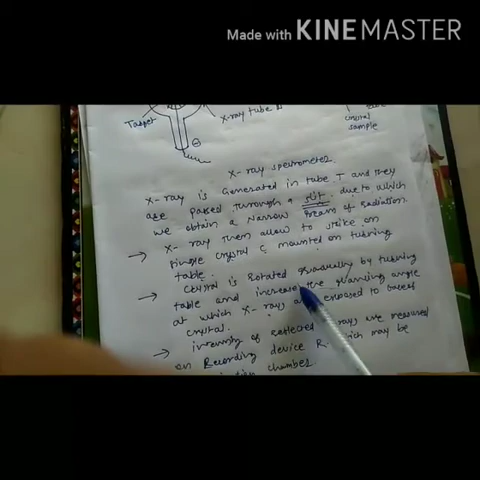 Made with KINEMASTER
Target
X-ray tube
crystal
sample
X-ray spectrometer.
X-ray is Generated in tube T and they
are Passed through a slit due to which
we obtain a Narrow Beam of Radiation.
→ X-ray them allow to strike on
single crystal C mounted on turning
table.
→ Crystal is Rotated gradually by turning
table and increase the glancing angle
at which X-rays are exposed to
crystal.
→ intensity of reflected rays are measured
on Recording device R. which may be
chamber.